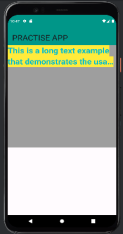 PRACTISE APP
This is a long text example
that demonstrates the usa...